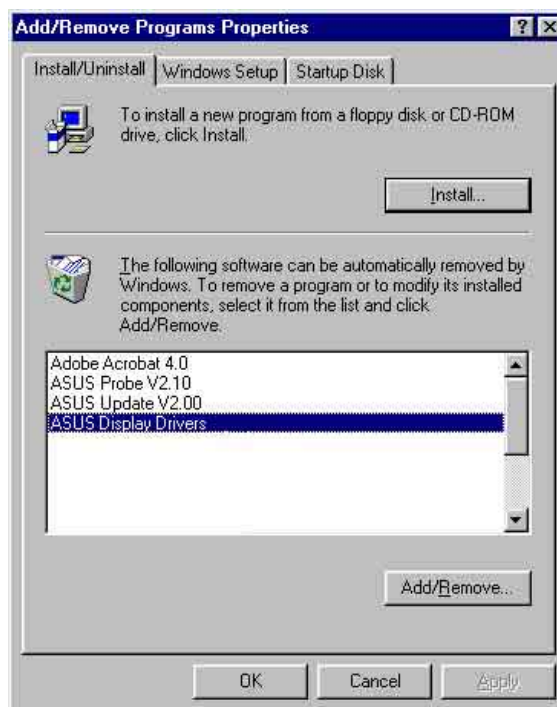 Add/Remove Programs Properties
Install/Uninstall
Windows Setup
Startup Disk
To install a new program from a floppy disk or CD-ROM
drive, click Install.
Install...
The following software can be automatically removed by
Windows. To remove a program or to modify its installed
components, select it from the list and click
Add/Remove.
Adobe Acrobat 4.0
ASUS Probe V2.10
ASUS Update V2.00
ASUS Display Drivers
Add/Remove...
OK
Cancel
Apply